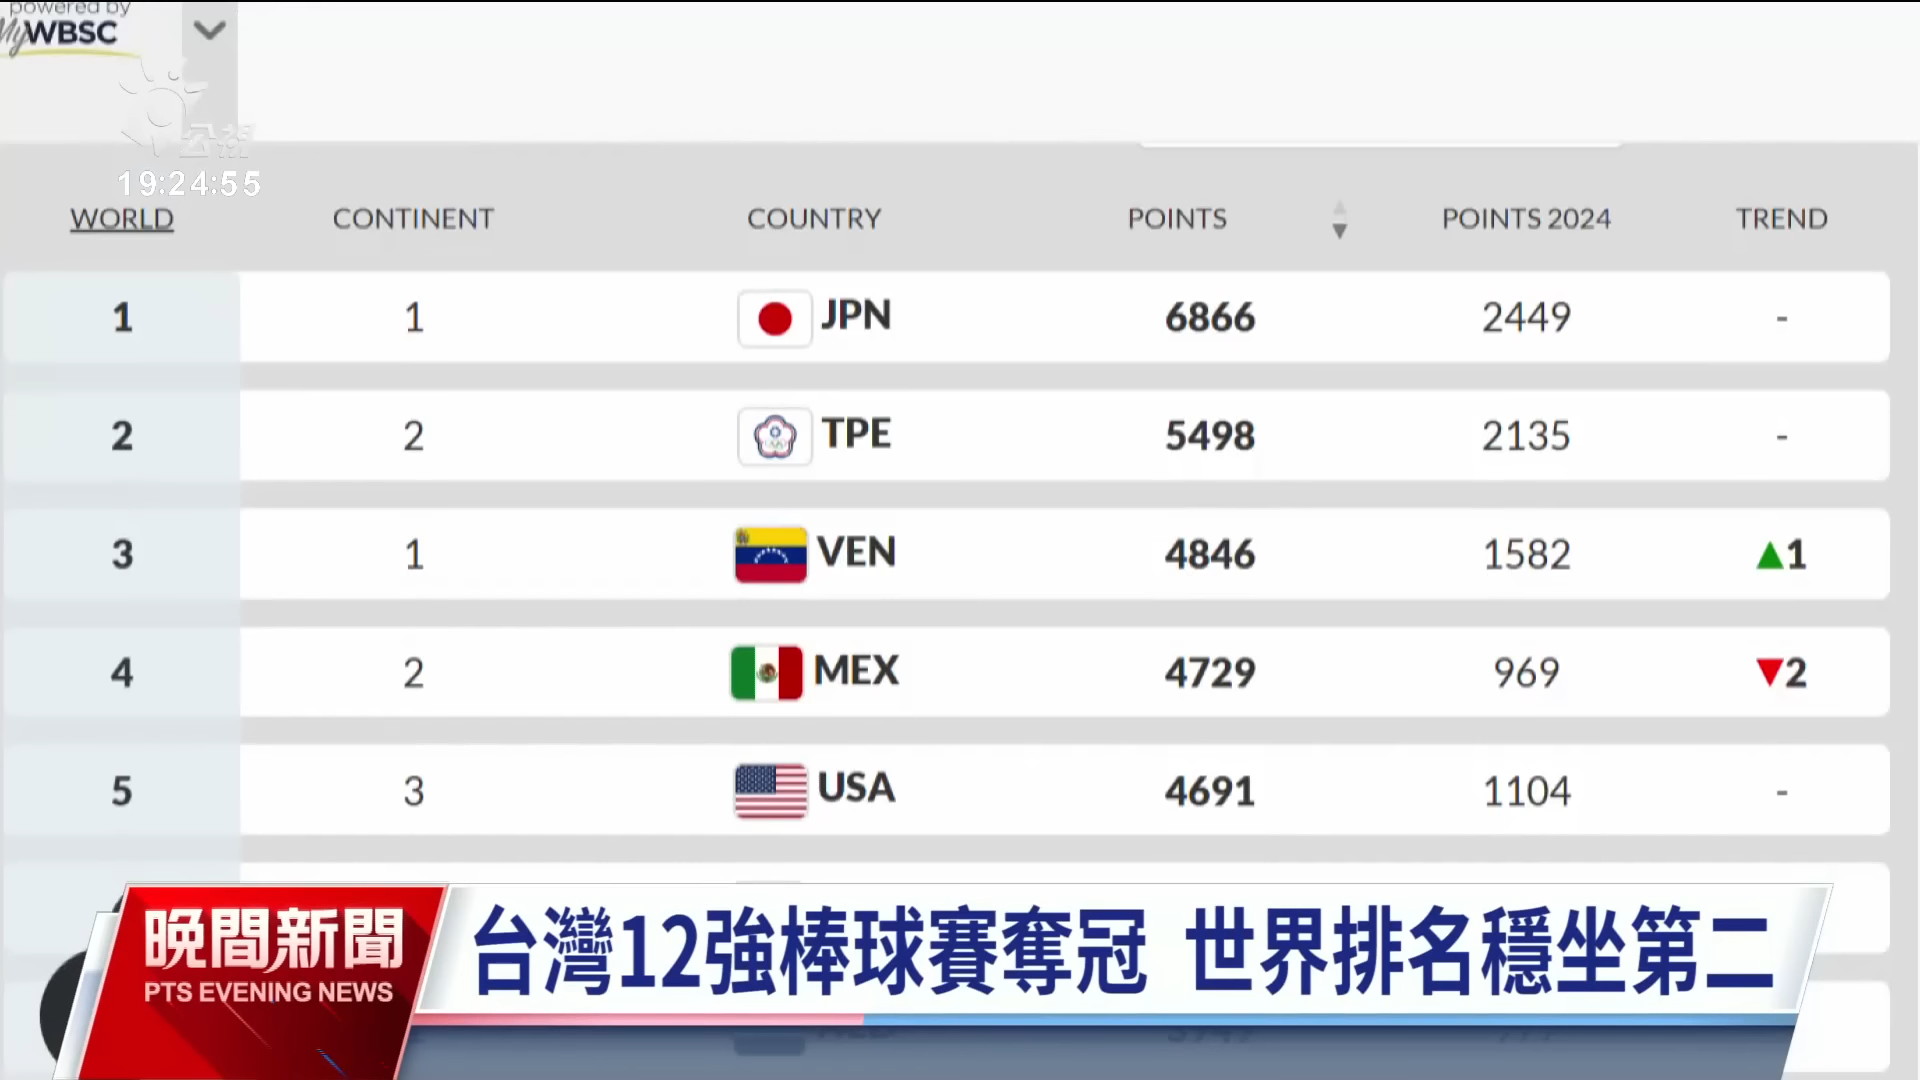 powered by
MyWBSC
公視
19:24:55
WORLD CONTINENT COUNTRY POINTS POINTS 2024 TREND
1 1 JPN 6866 2449 -
2 2 TPE 5498 2135 -
3 1 VEN 4846 1582 ▲1
4 2 MEX 4729 969 ▼2
5 3 USA 4691 1104 -
晚間新聞
PTS EVENING NEWS
台灣12強棒球賽奪冠 世界排名穩坐第二